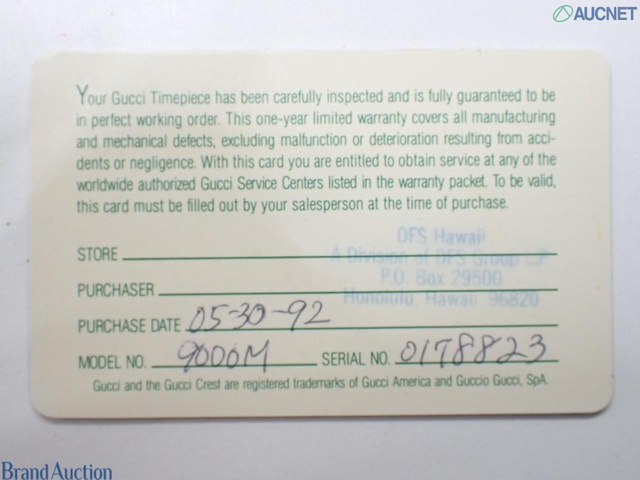 AUCNET
Your Gucci Timepiece has been carefully inspected and is fully guaranteed to be
in perfect working order. This one-year limited warranty covers all manufacturing
and mechanical defects, excluding malfunction or deterioration resulting from acci-
dents or negligence. With this card you are entitled to obtain service at any of the
worldwide authorized Gucci Service Centers listed in the warranty packet. To be valid,
this card must be filled out by your salesperson at the time of purchase.
DFS Hawaii
STORE
A Division of DFS Group L.P.
P.O. Box 29500
PURCHASER
Honolulu, Hawaii 96820
PURCHASE DATE 05-30-92
MODEL NO. 9000M SERIAL NO. 0178823
Gucci and the Gucci Crest are registered trademarks of Gucci America and Guccio Gucci, SpA.
Brand Auction